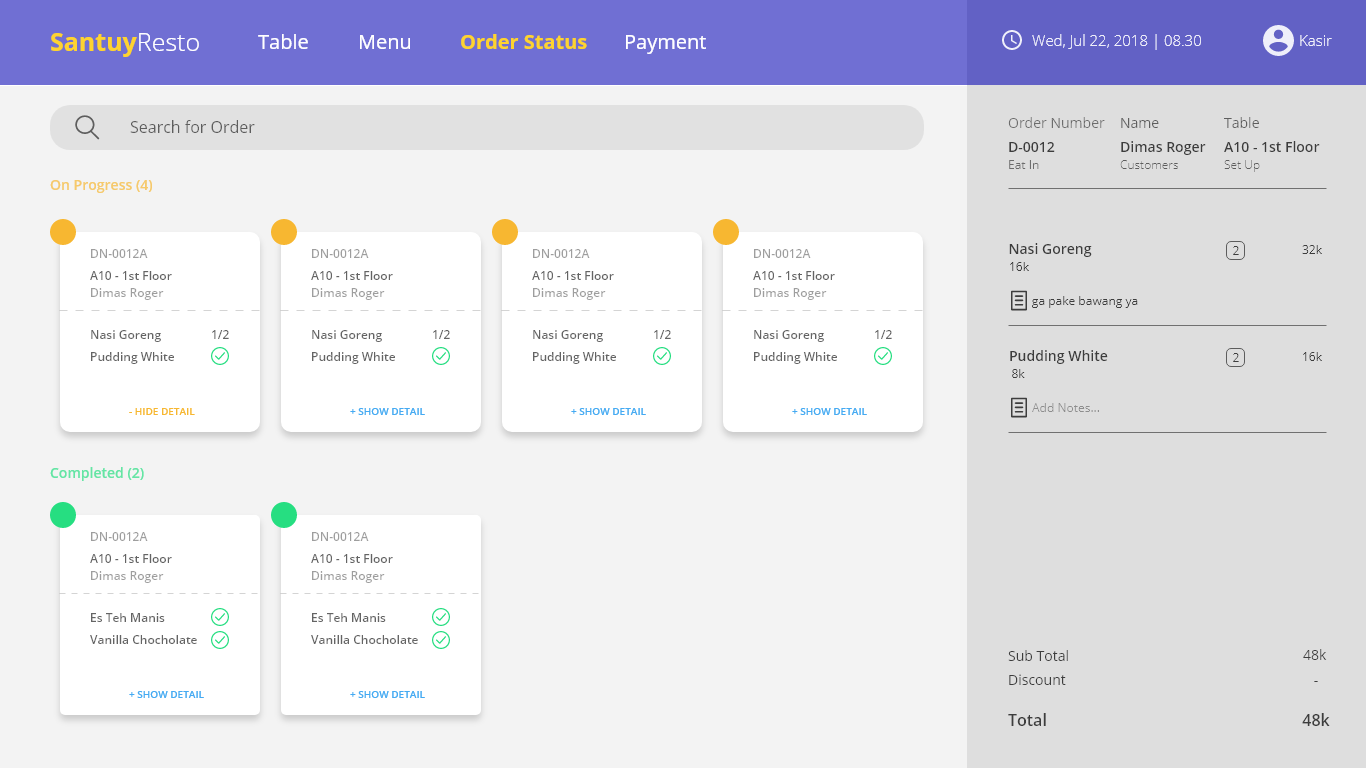 SantuyResto Table Menu Order Status Payment Wed, Jul 22, 2018 | 08.30 Kasir
Search for Order
On Progress (4)
DN-0012A
A10 - 1st Floor
Dimas Roger
Nasi Goreng 1/2
Pudding White
- HIDE DETAIL
DN-0012A
A10 - 1st Floor
Dimas Roger
Nasi Goreng 1/2
Pudding White
+ SHOW DETAIL
DN-0012A
A10 - 1st Floor
Dimas Roger
Nasi Goreng 1/2
Pudding White
+ SHOW DETAIL
DN-0012A
A10 - 1st Floor
Dimas Roger
Nasi Goreng 1/2
Pudding White
+ SHOW DETAIL
Completed (2)
DN-0012A
A10 - 1st Floor
Dimas Roger
Es Teh Manis
Vanilla Chocholate
+ SHOW DETAIL
DN-0012A
A10 - 1st Floor
Dimas Roger
Es Teh Manis
Vanilla Chocholate
+ SHOW DETAIL
Order Number Name Table
D-0012 Dimas Roger A10 - 1st Floor
Eat In Customers Set Up
Nasi Goreng 2 32k
16k
ga pake bawang ya
Pudding White 2 16k
8k
Add Notes...
Sub Total 48k
Discount -
Total 48k